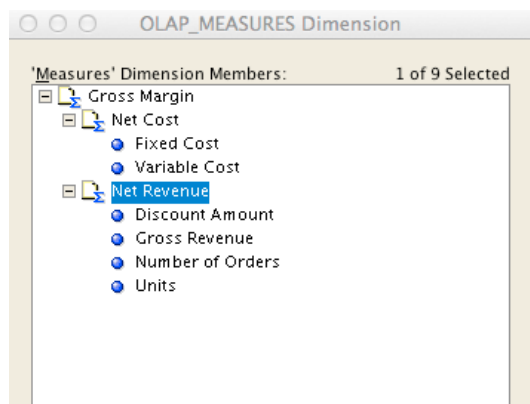 OLAP_MEASURES Dimension
'Measures' Dimension Members: 1 of 9 Selected
Gross Margin
Net Cost
Fixed Cost
Variable Cost
Net Revenue
Discount Amount
Gross Revenue
Number of Orders
Units